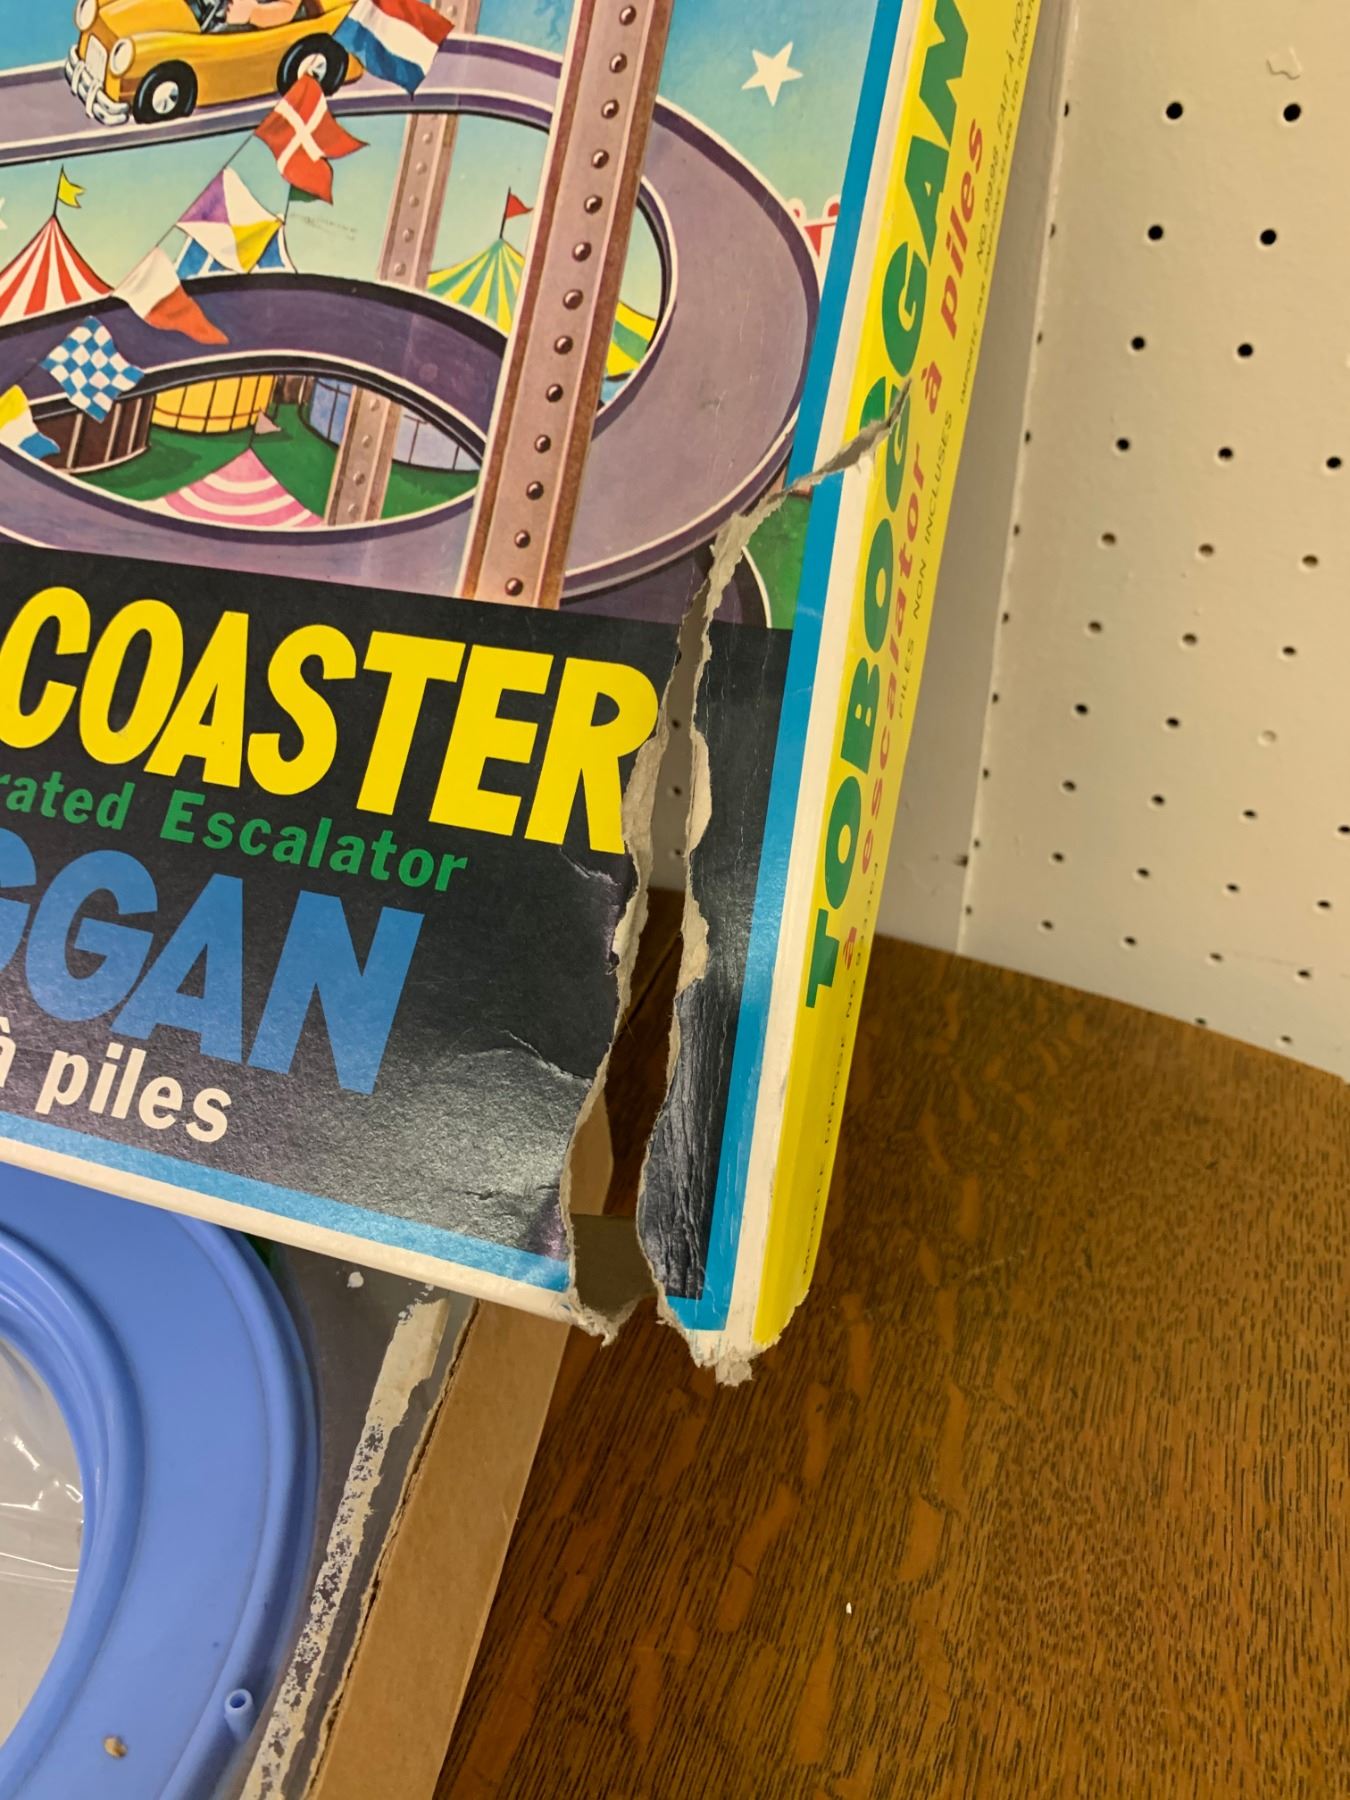 COASTER
rated Escalator
GGAN
à piles
TOBOGGAN
à escalator à piles
PILES NON INCLUSES